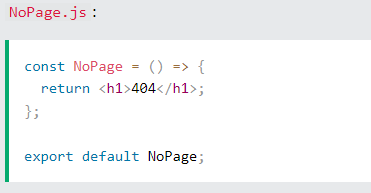 NoPage.js:
const NoPage = () => {
  return <h1>404</h1>;
};

export default NoPage;